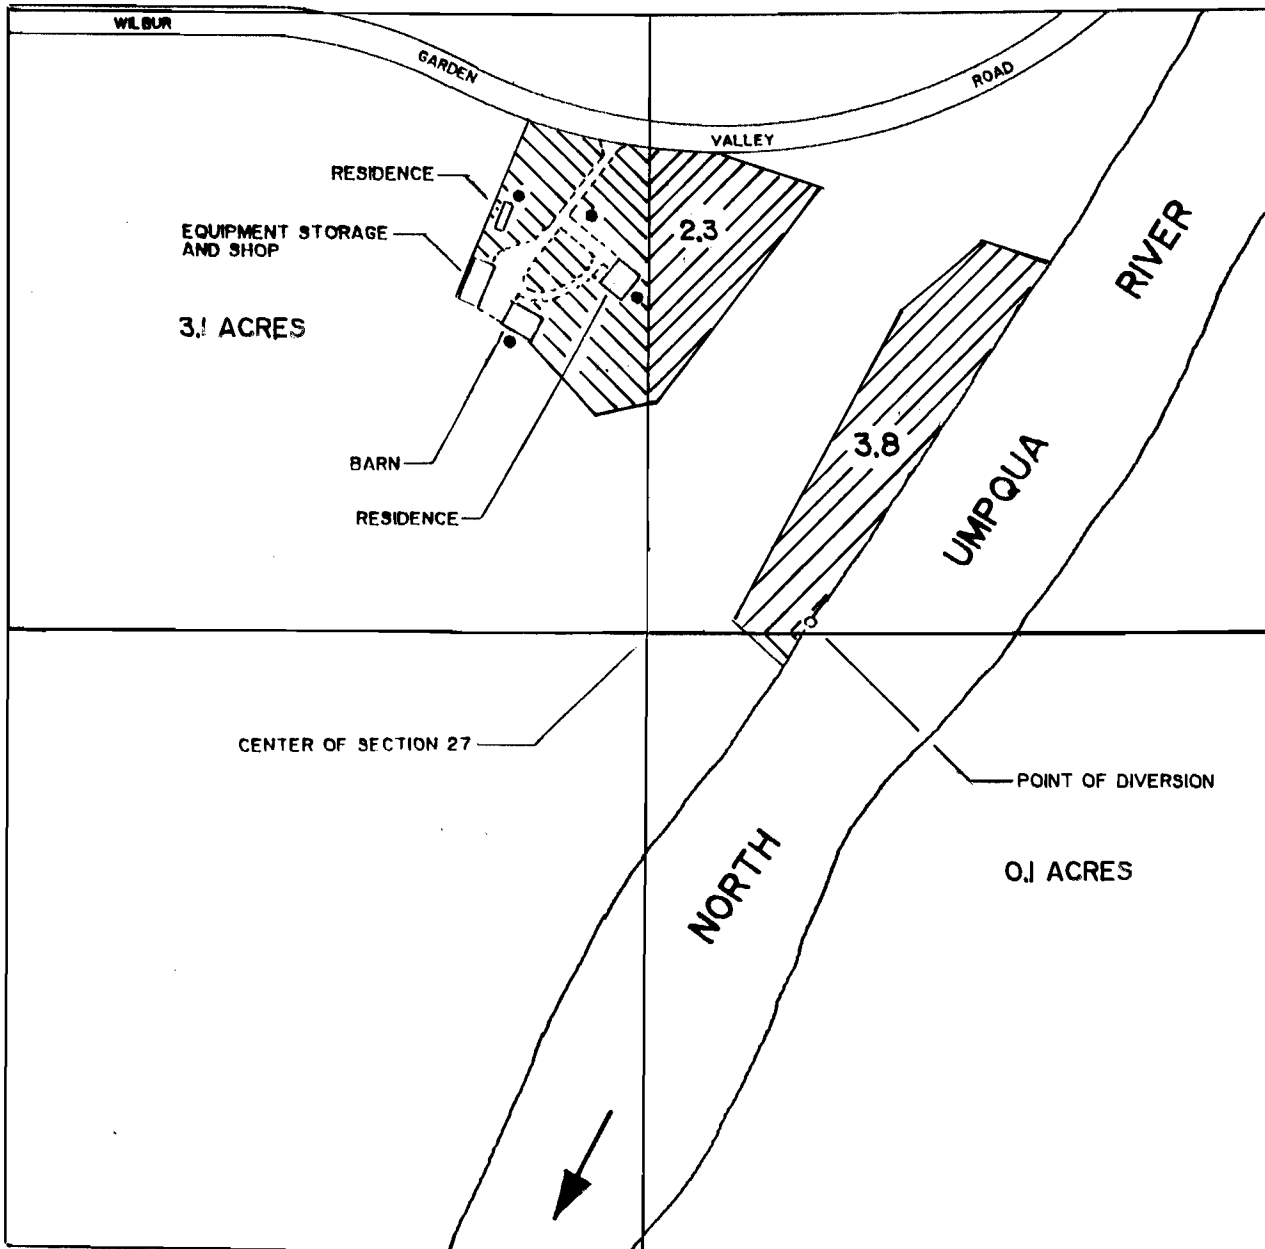 WILBUR
GARDEN
VALLEY
ROAD
RESIDENCE
EQUIPMENT STORAGE
AND SHOP
3.1 ACRES
2.3
RIVER
3.8
UMPQUA
BARN
RESIDENCE
CENTER OF SECTION 27
POINT OF DIVERSION
0.1 ACRES
NORTH